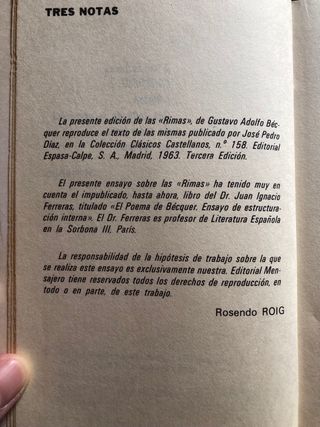 TRES NOTAS
La presente edición de las «Rimas», de Gustavo Adolfo Béc-
quer reproduce el texto de las mismas publicado por José Pedro
Díaz, en la Colección Clásicos Castellanos, n.º 158. Editorial
Espasa-Calpe, S. A., Madrid, 1963. Tercera Edición.
El presente ensayo sobre las «Rimas» ha tenido muy en
cuenta el impublicado, hasta ahora, libro del Dr. Juan Ignacio
Ferreras, titulado «El Poema de Bécquer. Ensayo de estructura-
ción interna». El Dr. Ferreras es profesor de Literatura Española
en la Sorbona III. París.
La responsabilidad de la hipótesis de trabajo sobre la que
se realiza este ensayo es exclusivamente nuestra. Editorial Men-
sajero tiene reservados todos los derechos de reproducción, en
todo o en parte, de este trabajo.
Rosendo ROIG